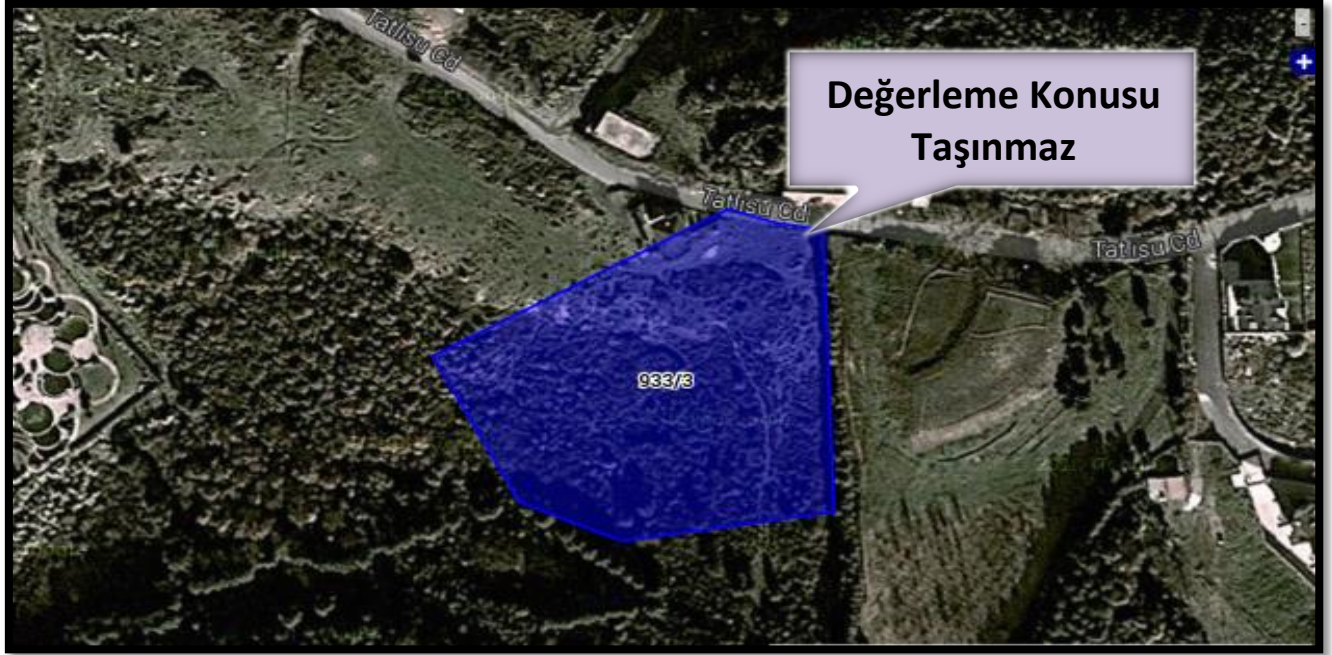 Tatlısu Cd
-
+
Değerleme Konusu
Taşınmaz
Tatlısu Cd
Tatlısu Cd
933/3